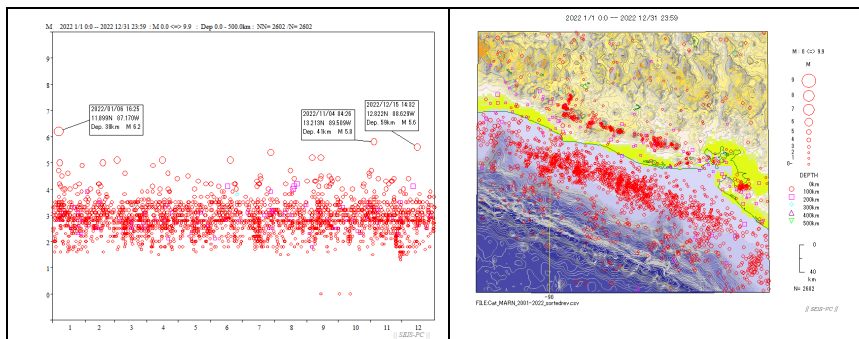 M 2022 1/1 0:0 -- 2022 12/31 23:59 : M 0.0 <=> 9.9 : Dep 0.0 - 500.0km : NN= 2602 /N= 2602
9
8
7
6
5
4
3
2
1
0
2022/01/06 16:25
11.899N 87.170W
Dep. 38km M 6.2
2022/11/04 04:26
13.213N 89.509W
Dep. 41km M 5.8
2022/12/15 14:02
12.822N 88.628W
Dep. 59km M 5.6
1 2 3 4 5 6 7 8 9 10 11 12
|| SEIS-PC ||
2022 1/1 0:0 -- 2022 12/31 23:59
M : 0 <=> 9.9
M
9
8
7
6
5
4
3
2
1
0-
DEPTH
0km
100km
200km
300km
400km
500km
0
40
km
N= 2602
-90
FILE:Cat_MARN_2001-2022_sortedrev.csv
|| SEIS-PC ||